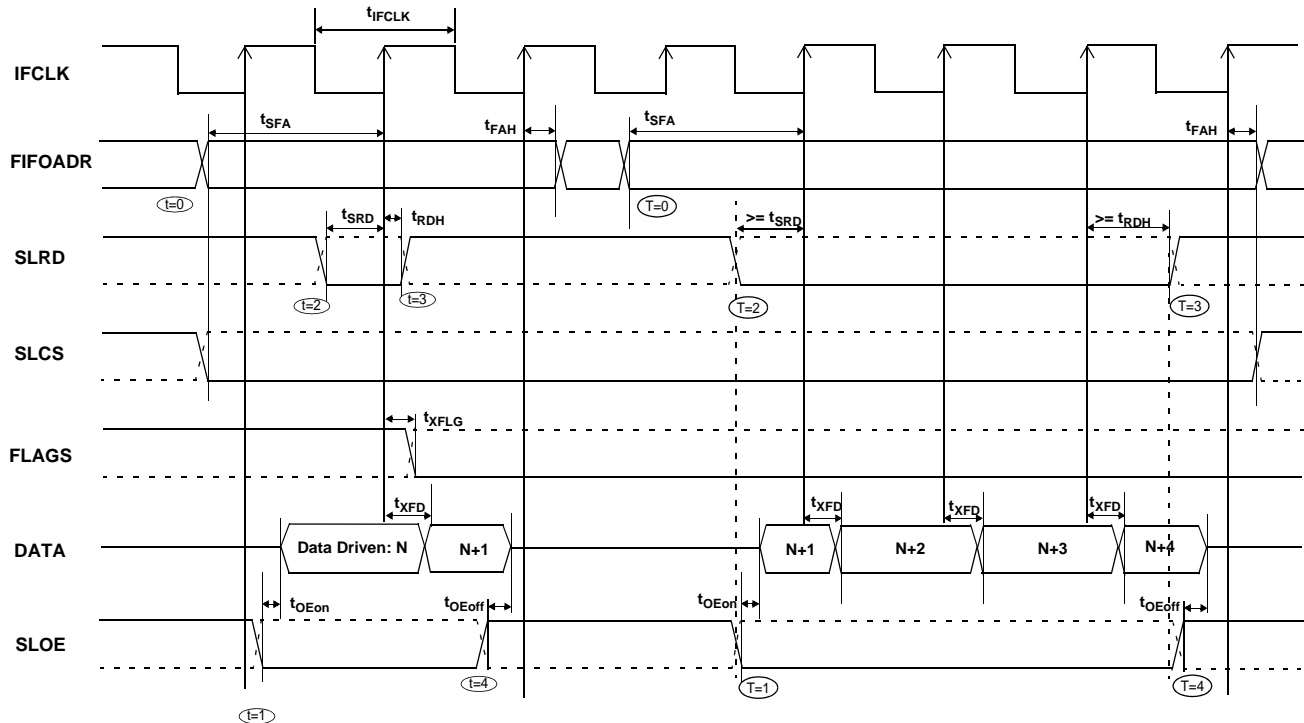 tIFCLK
IFCLK
tSFA tFAH tSFA tFAH
FIFOADR
t=0 T=0
tSRD tRDH >= tSRD >= tRDH
SLRD
t=2 t=3 T=2 T=3
SLCS
tXFLG
FLAGS
tXFD tXFD tXFD tXFD
DATA Data Driven: N N+1 N+1 N+2 N+3 N+4
tOEon tOEoff tOEon tOEoff
SLOE
t=4 T=1 T=4
t=1